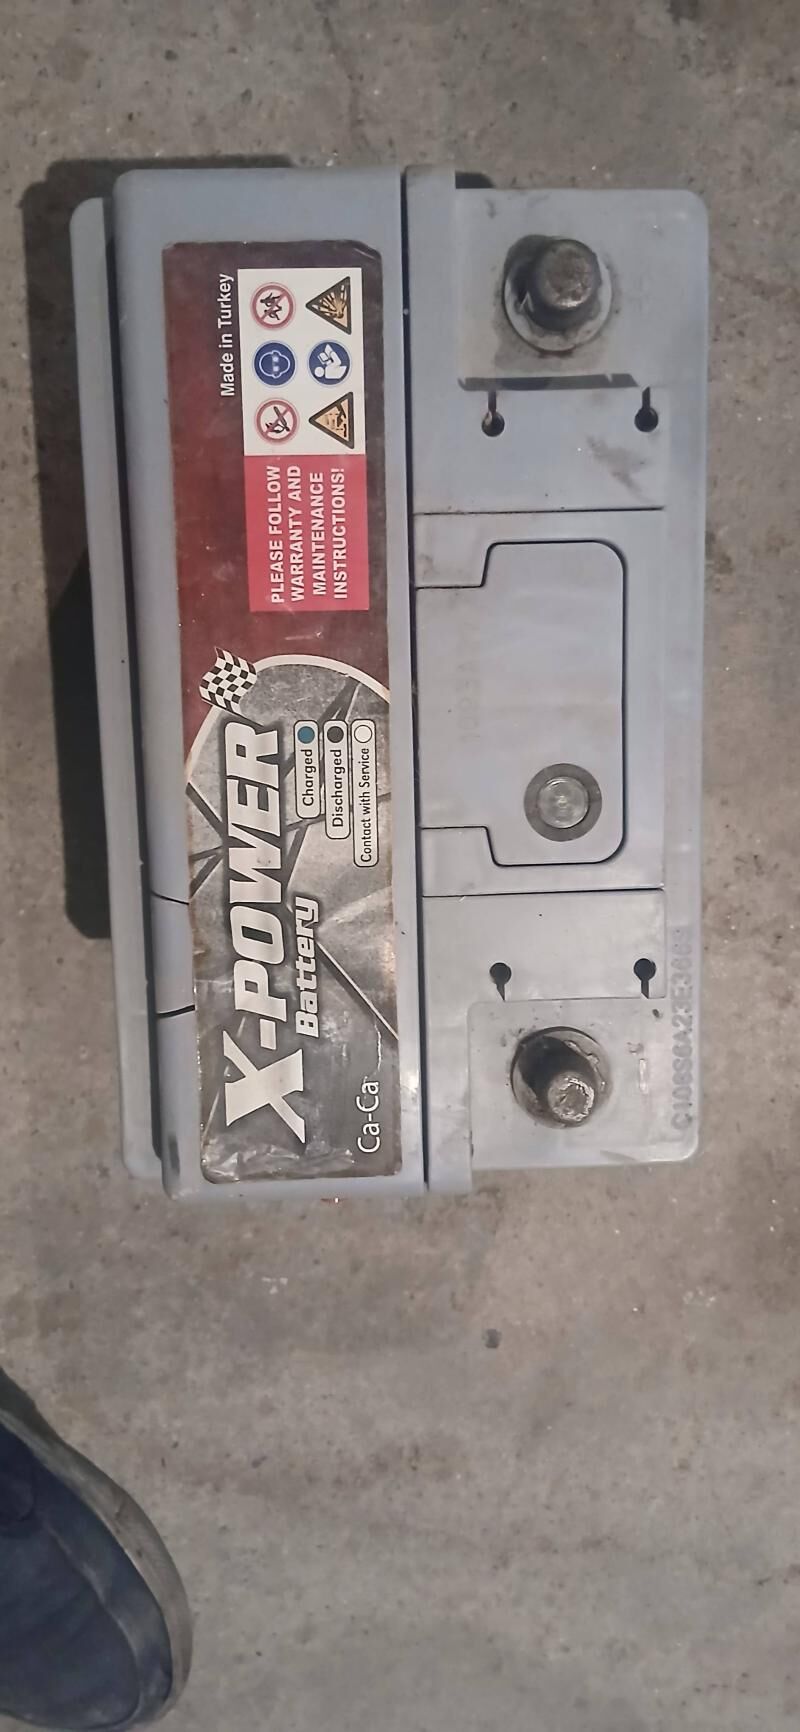 X-POWER
Battery
Ca-Ca
Charged
Discharged
Contact with Service
PLEASE FOLLOW
WARRANTY AND
MAINTENANCE
INSTRUCTIONS!
Made in Turkey